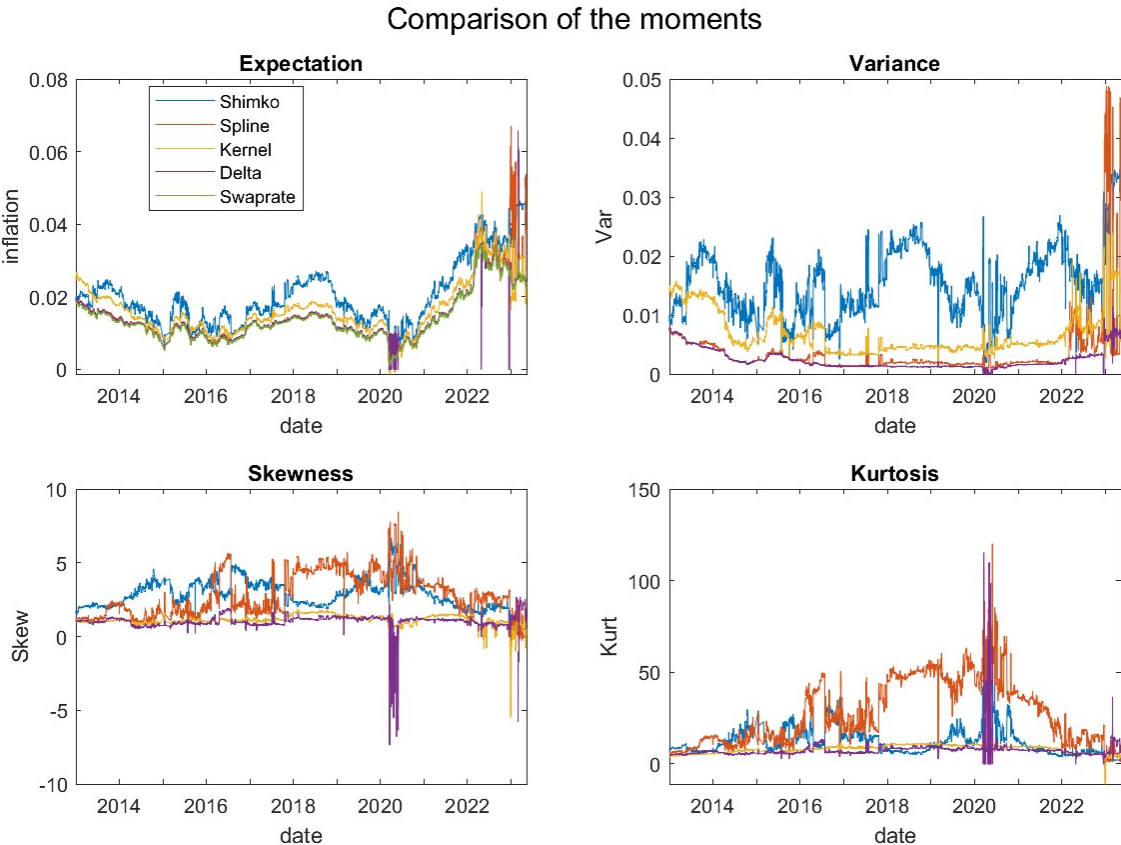 Comparison of the moments
Expectation
0.08
0.06
0.04
0.02
0
inflation
2014 2016 2018 2020 2022
date
Shimko
Spline
Kernel
Delta
Swaprate
Variance
0.05
0.04
0.03
0.02
0.01
0
Var
2014 2016 2018 2020 2022
date
Skewness
10
5
0
-5
-10
Skew
2014 2016 2018 2020 2022
date
Kurtosis
150
100
50
0
Kurt
2014 2016 2018 2020 2022
date